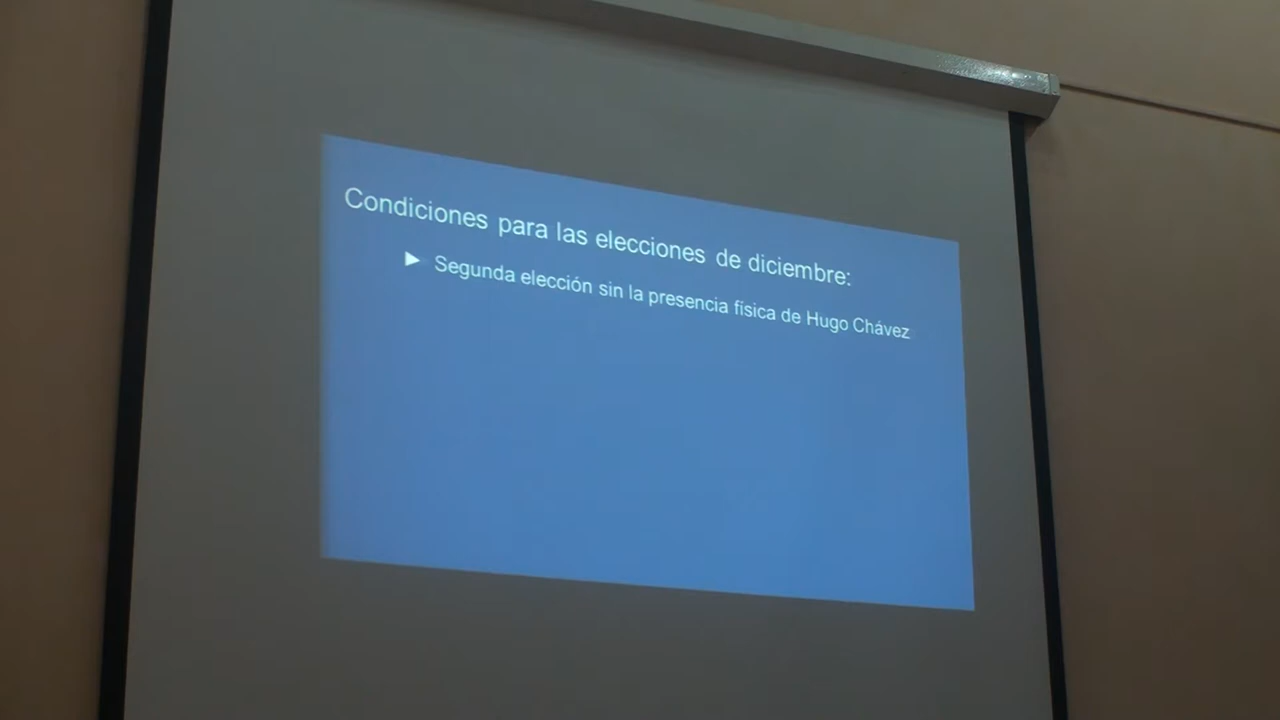 Condiciones para las elecciones de diciembre:
► Segunda elección sin la presencia física de Hugo Chávez